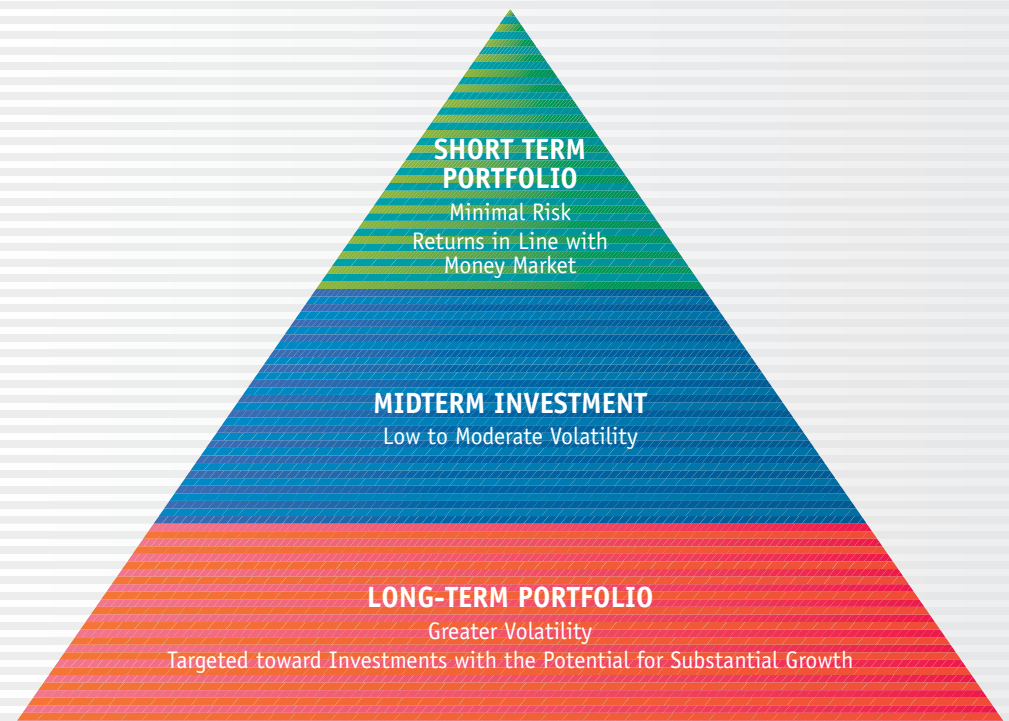 SHORT TERM
PORTFOLIO
Minimal Risk
Returns in Line with
Money Market
MIDTERM INVESTMENT
Low to Moderate Volatility
LONG-TERM PORTFOLIO
Greater Volatility
Targeted toward Investments with the Potential for Substantial Growth